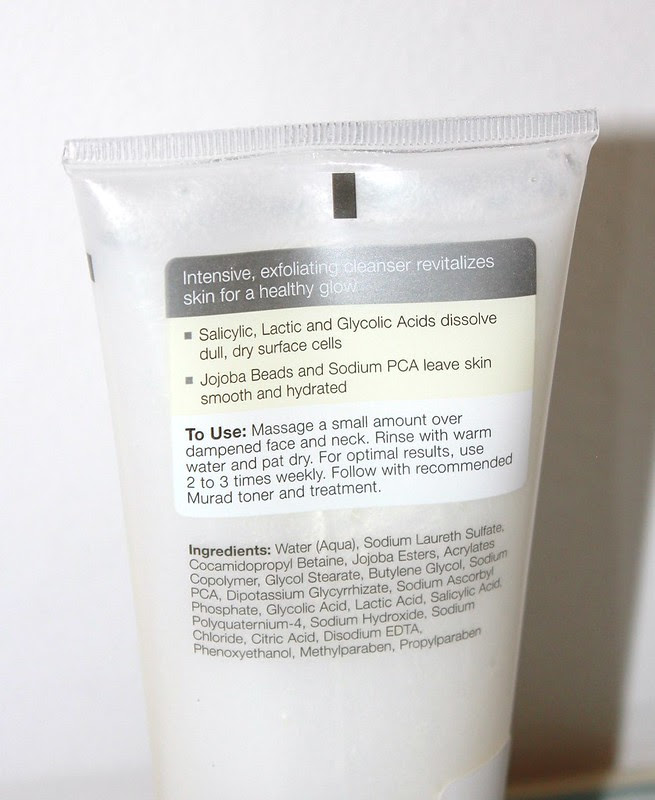 Intensive, exfoliating cleanser revitalizes
skin for a healthy glow
Salicylic, Lactic and Glycolic Acids dissolve
dull, dry surface cells
Jojoba Beads and Sodium PCA leave skin
smooth and hydrated
To Use: Massage a small amount over
dampened face and neck. Rinse with warm
water and pat dry. For optimal results, use
2 to 3 times weekly. Follow with recommended
Murad toner and treatment.
Ingredients: Water (Aqua), Sodium Laureth Sulfate,
Cocamidopropyl Betaine, Jojoba Esters, Acrylates
Copolymer, Glycol Stearate, Butylene Glycol, Sodium
PCA, Dipotassium Glycyrrhizate, Sodium Ascorbyl
Phosphate, Glycolic Acid, Lactic Acid, Salicylic Acid,
Polyquaternium-4, Sodium Hydroxide, Sodium
Chloride, Citric Acid, Disodium EDTA,
Phenoxyethanol, Methylparaben, Propylparaben